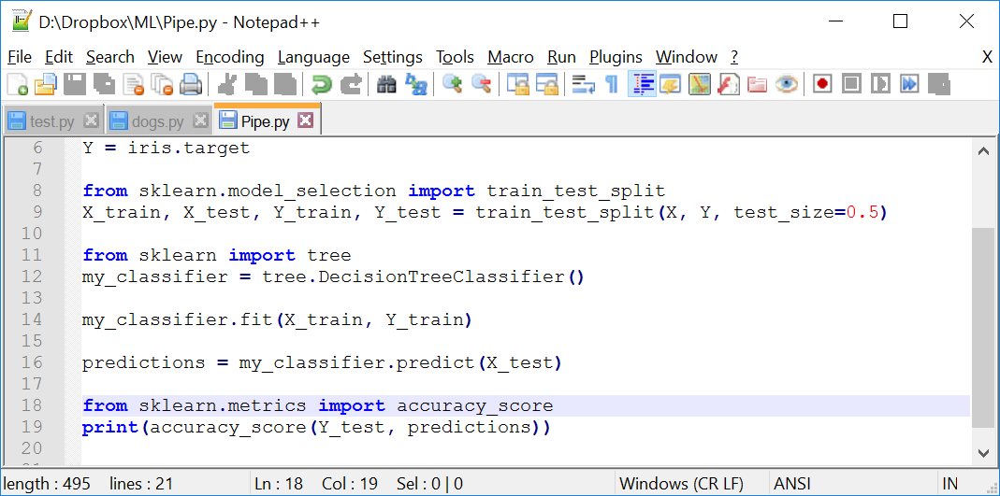 D:\Dropbox\ML\Pipe.py - Notepad++
File Edit Search View Encoding Language Settings Tools Macro Run Plugins Window ? X
test.py dogs.py Pipe.py
6 Y = iris.target
7
8 from sklearn.model_selection import train_test_split
9 X_train, X_test, Y_train, Y_test = train_test_split(X, Y, test_size=0.5)
10
11 from sklearn import tree
12 my_classifier = tree.DecisionTreeClassifier()
13
14 my_classifier.fit(X_train, Y_train)
15
16 predictions = my_classifier.predict(X_test)
17
18 from sklearn.metrics import accuracy_score
19 print(accuracy_score(Y_test, predictions))
20
length : 495 lines : 21 Ln : 18 Col : 19 Sel : 0 | 0 Windows (CR LF) ANSI IN